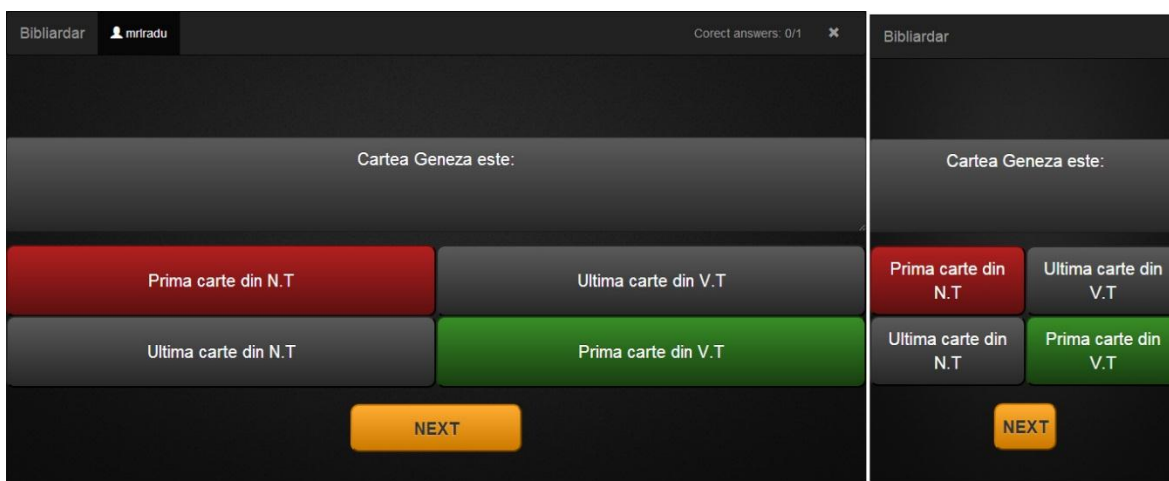 Bibliardar
mrlradu
Corect answers: 0/1
Cartea Geneza este:
Prima carte din N.T
Ultima carte din V.T
Ultima carte din N.T
Prima carte din V.T
NEXT
Bibliardar
Cartea Geneza este:
Prima carte din
N.T
Ultima carte din
V.T
Ultima carte din
N.T
Prima carte din
V.T
NEXT